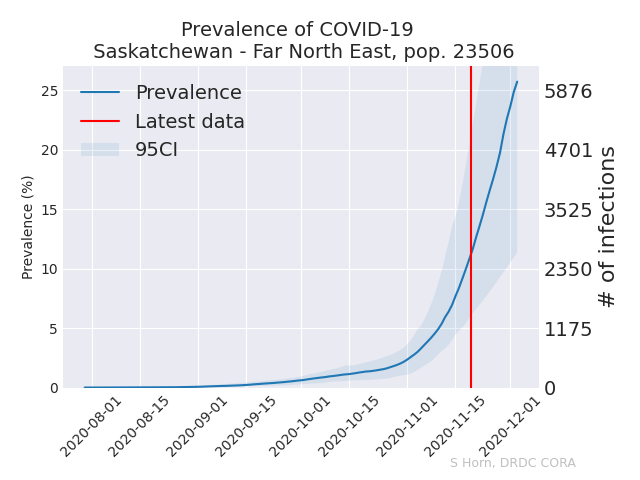 Prevalence of COVID-19
Saskatchewan - Far North East, pop. 23506
Prevalence
Latest data
95CI
Prevalence (%)
25
20
15
10
5
0
5876
4701
3525
2350
1175
0
# of infections
2020-08-01
2020-08-15
2020-09-01
2020-09-15
2020-10-01
2020-10-15
2020-11-01
2020-11-15
2020-12-01
S Horn, DRDC CORA